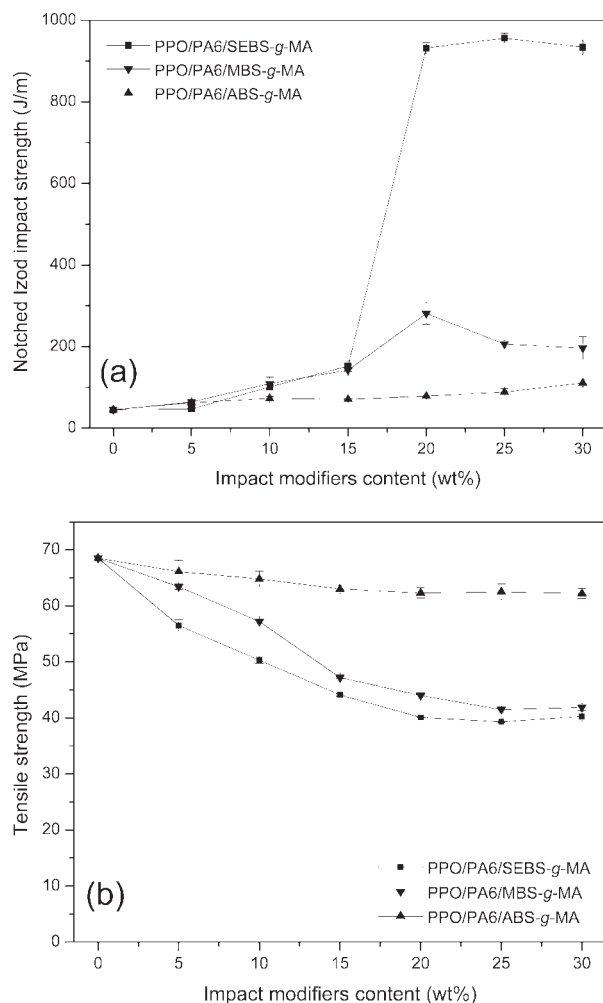 PPO/PA6/SEBS-g-MA
PPO/PA6/MBS-g-MA
PPO/PA6/ABS-g-MA
Notched Izod impact strength (J/m)
1000
800
600
400
200
0
(a)
0 5 10 15 20 25 30
Impact modifiers content (wt%)
Tensile strength (MPa)
70
60
50
40
30
20
10
0
PPO/PA6/SEBS-g-MA
PPO/PA6/MBS-g-MA
PPO/PA6/ABS-g-MA
(b)
0 5 10 15 20 25 30
Impact modifiers content (wt%)